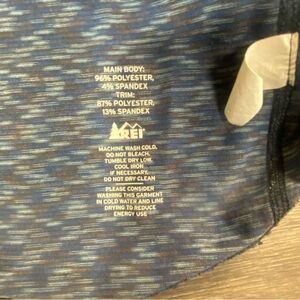 MAIN BODY:
96% POLYESTER,
4% SPANDEX
TRIM:
87% POLYESTER,
13% SPANDEX
REI
MACHINE WASH COLD.
DO NOT BLEACH.
TUMBLE DRY LOW.
COOL IRON
IF NECESSARY.
DO NOT DRY CLEAN
PLEASE CONSIDER
WASHING THIS GARMENT
IN COLD WATER AND LINE
DRYING TO REDUCE
ENERGY USE